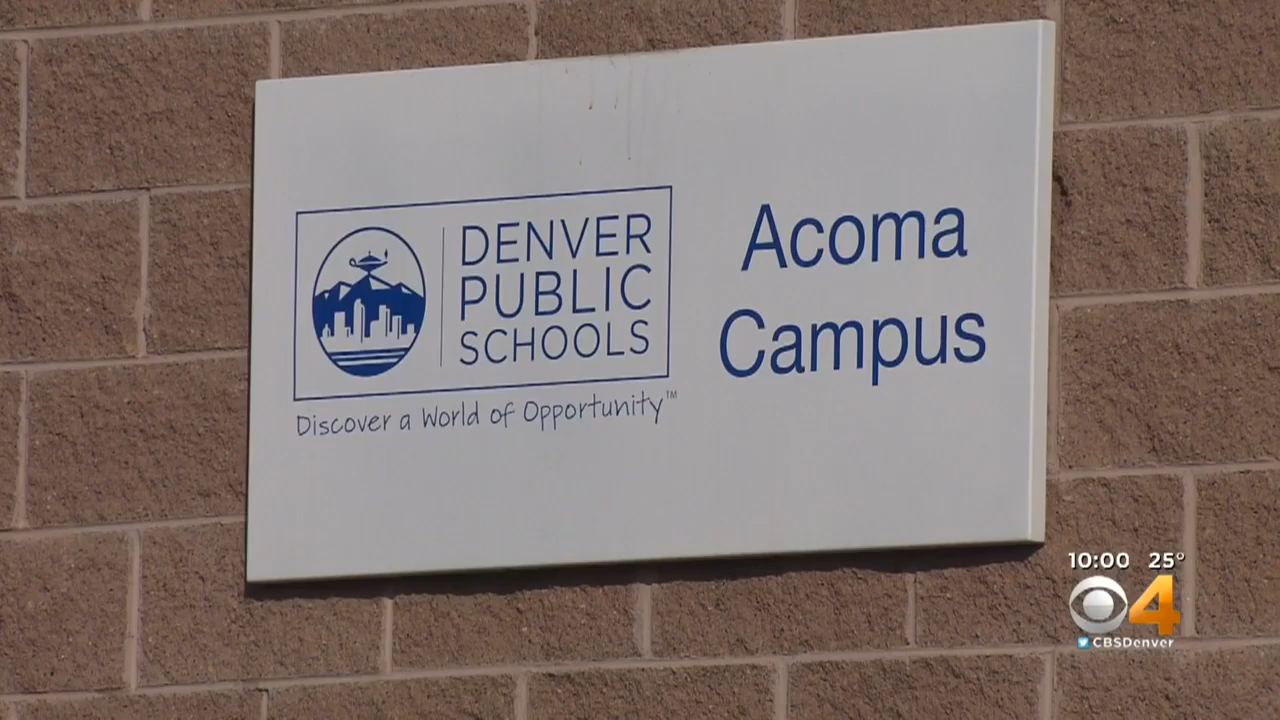 DENVER
PUBLIC
SCHOOLS
Discover a World of Opportunity™
Acoma
Campus
10:00 25°
4
CBSDenver